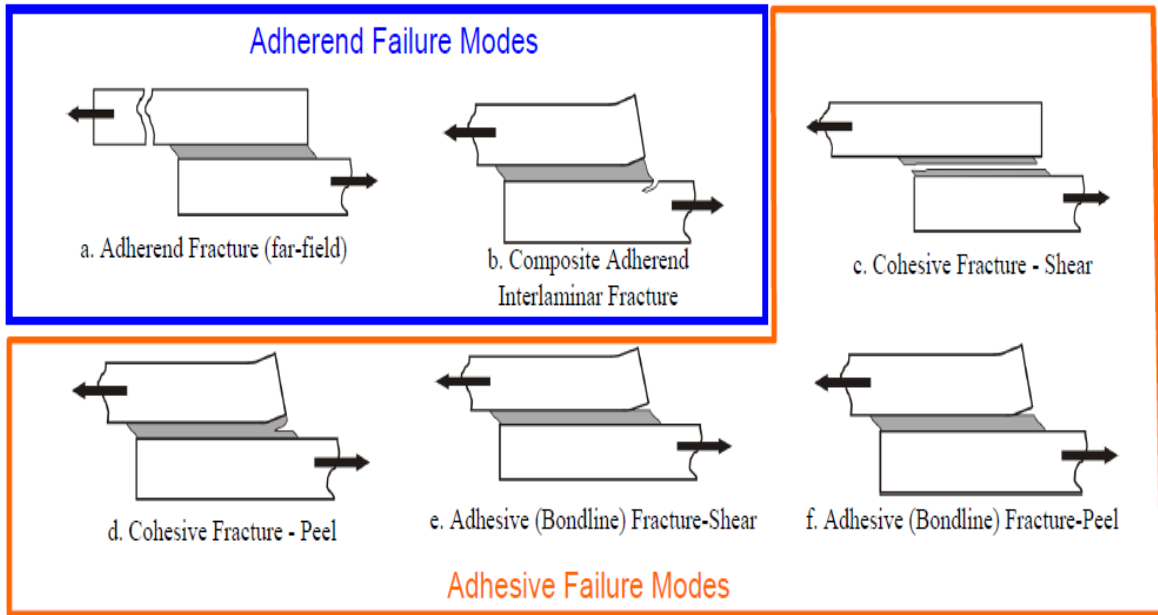 Adherend Failure Modes
a. Adherend Fracture (far-field)
b. Composite Adherend
Interlaminar Fracture
c. Cohesive Fracture - Shear
d. Cohesive Fracture - Peel
e. Adhesive (Bondline) Fracture-Shear
f. Adhesive (Bondline) Fracture-Peel
Adhesive Failure Modes